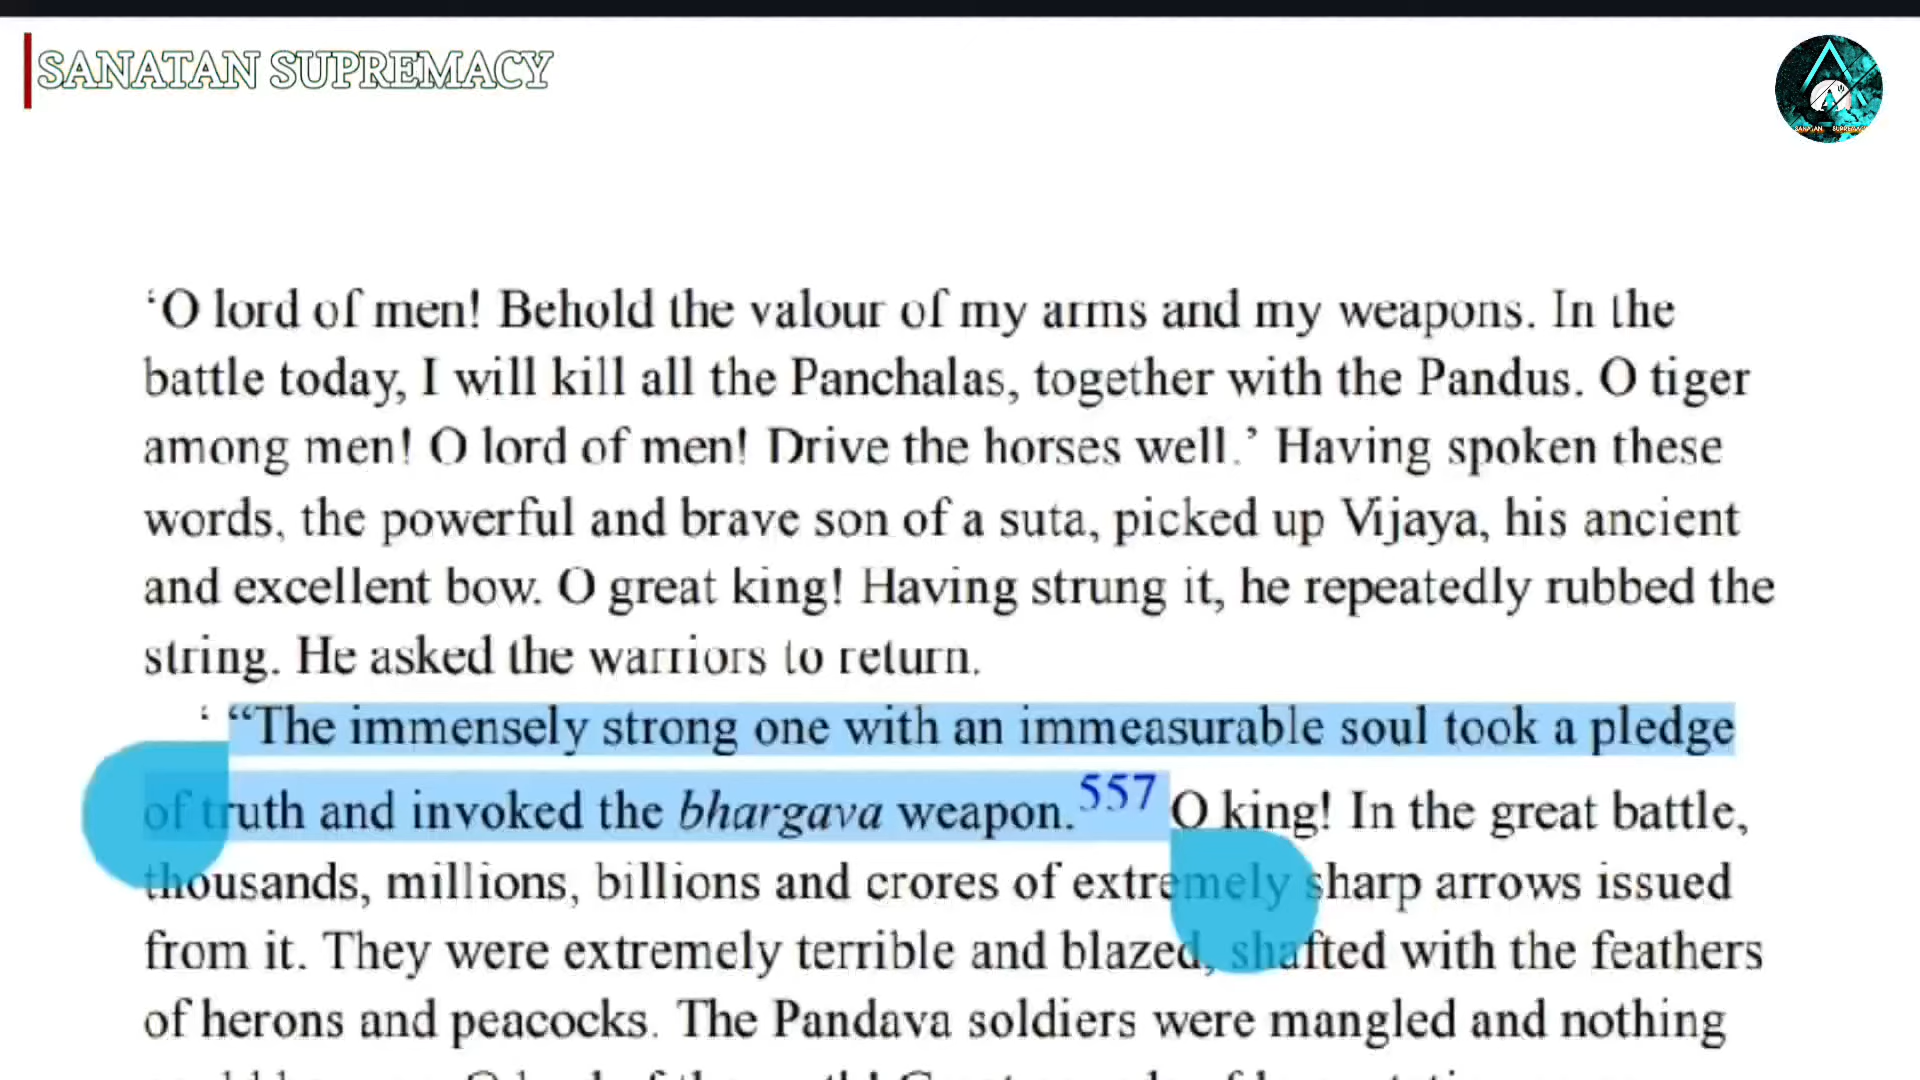 SANATAN SUPREMACY
SANATAN SUPREMACY
‘O lord of men! Behold the valour of my arms and my weapons. In the
battle today, I will kill all the Panchalas, together with the Pandus. O tiger
among men! O lord of men! Drive the horses well.’ Having spoken these
words, the powerful and brave son of a suta, picked up Vijaya, his ancient
and excellent bow. O great king! Having strung it, he repeatedly rubbed the
string. He asked the warriors to return.
‘ “The immensely strong one with an immeasurable soul took a pledge
of truth and invoked the bhargava weapon.557 O king! In the great battle,
thousands, millions, billions and crores of extremely sharp arrows issued
from it. They were extremely terrible and blazed, shafted with the feathers
of herons and peacocks. The Pandava soldiers were mangled and nothing